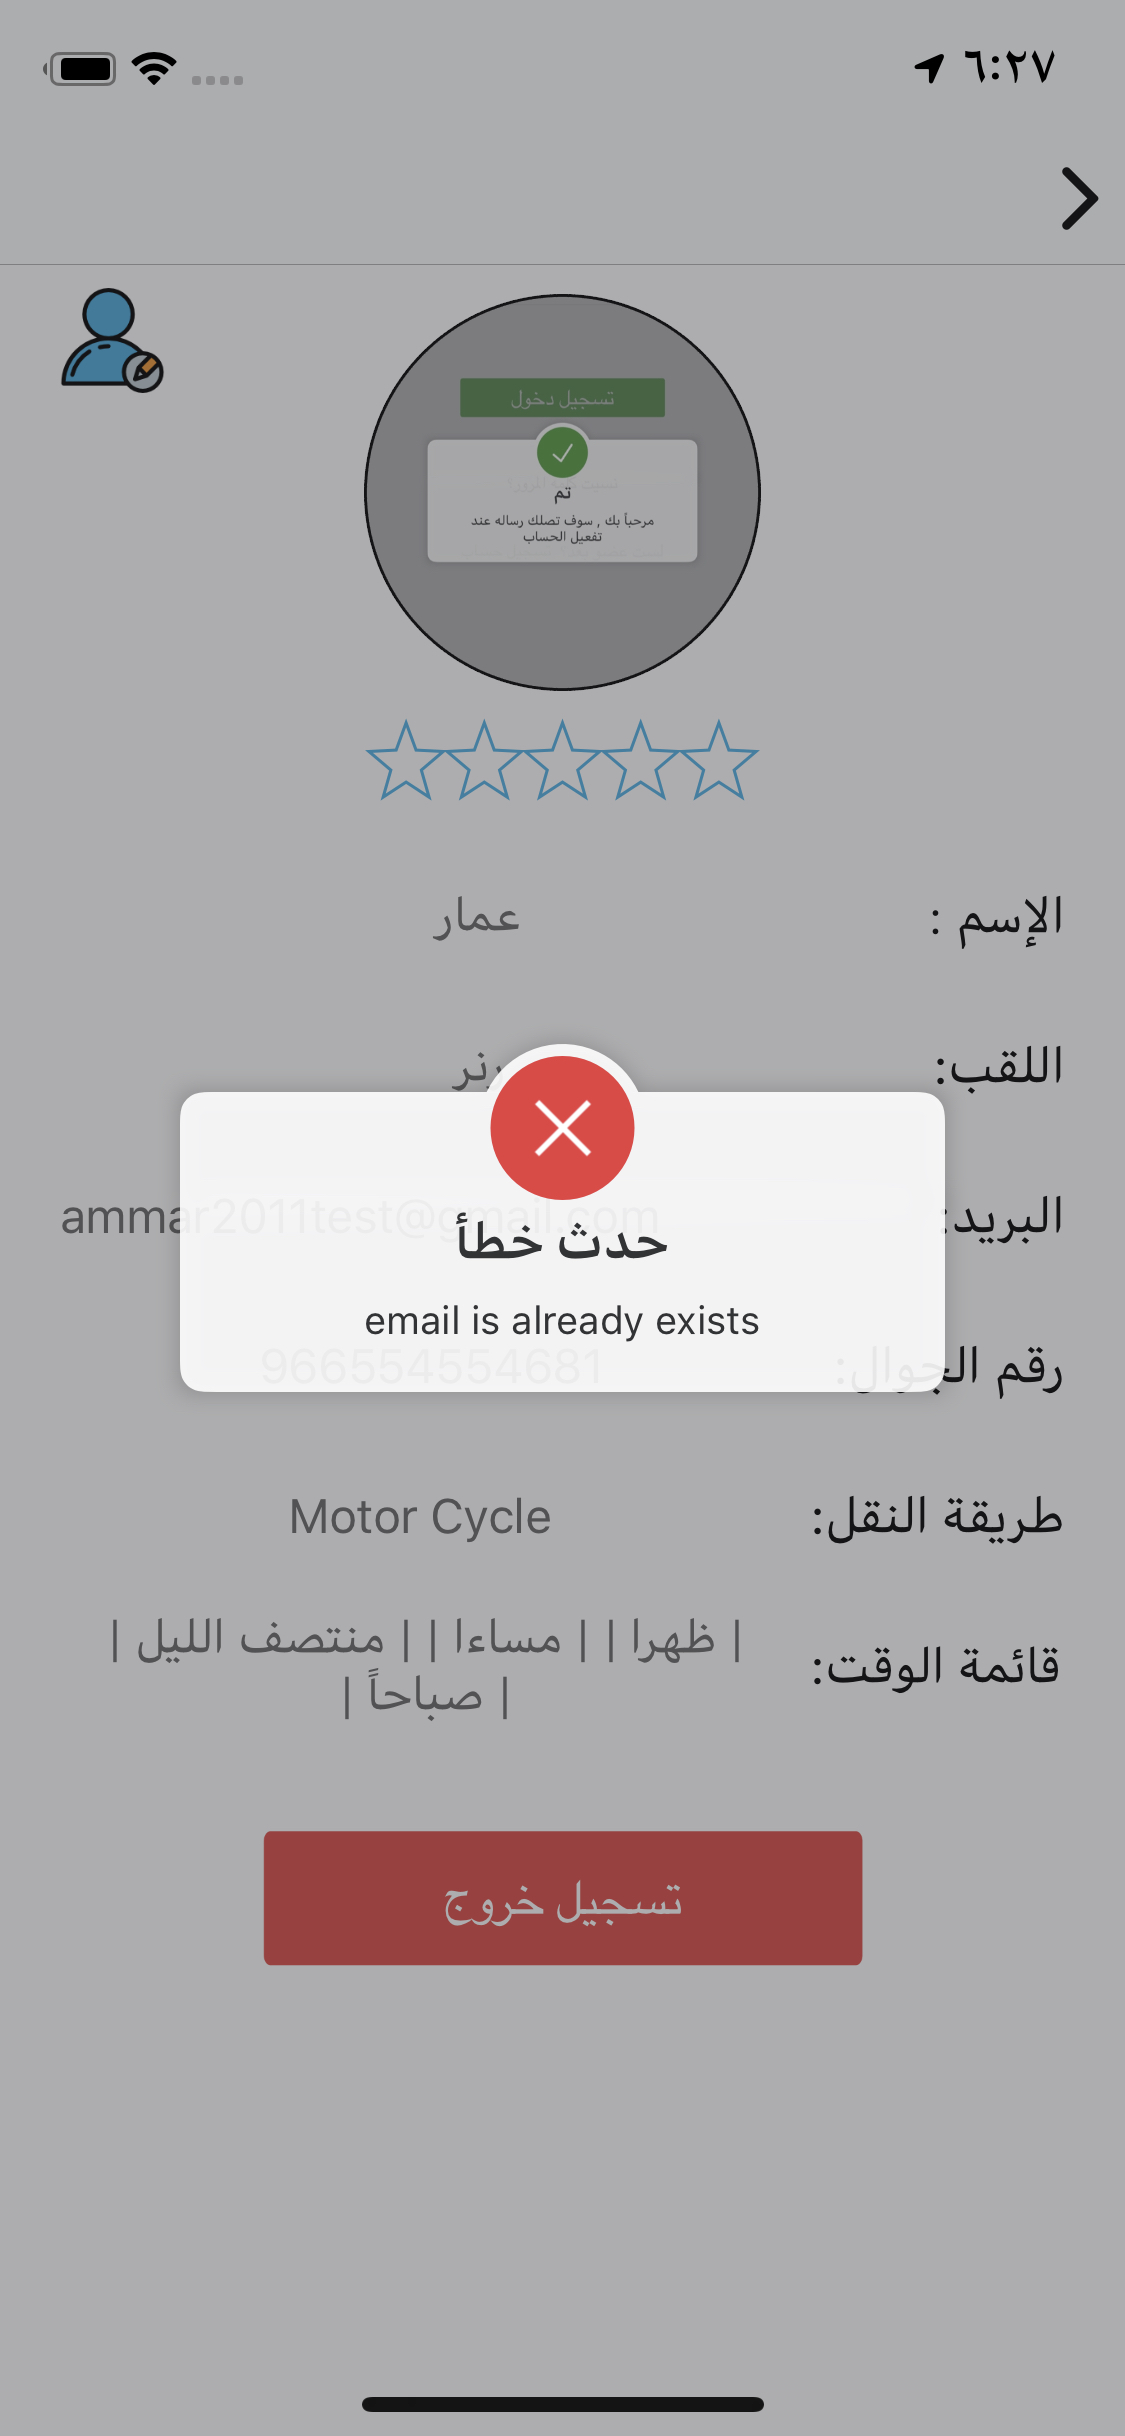 ٦:٢٧
تسجيل دخول
تم
مرحباً بك , سوف تصلك رساله عند
تفعيل الحساب
الإسم : عمار
اللقب:
البريد: ammar2011test@gmail.com
حدث خطأ
email is already exists
رقم الجوال: 966554554681
طريقة النقل: Motor Cycle
قائمة الوقت: | ظهرا | | مساءا | | منتصف الليل |
| صباحاً |
تسجيل خروج